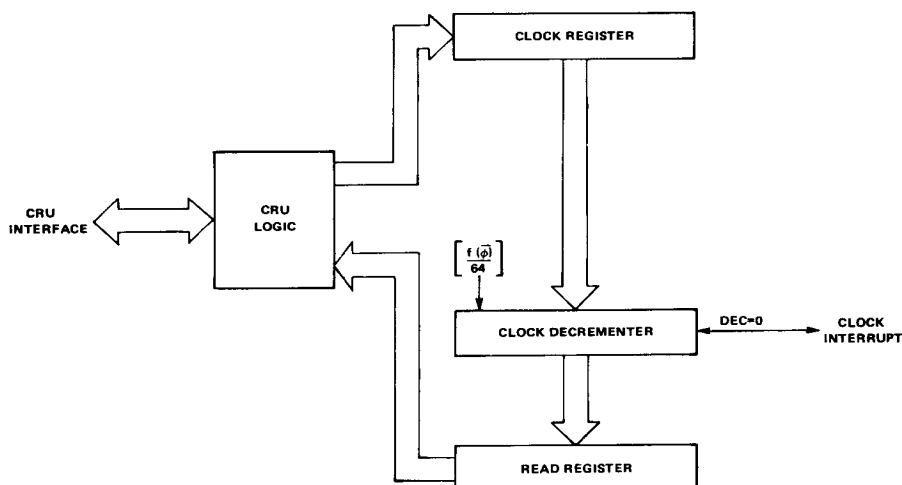 CLOCK REGISTER
CRU
INTERFACE
CRU
LOGIC
[ f (φ̅)
64 ]
CLOCK DECREMENTER
DEC=0
CLOCK
INTERRUPT
READ REGISTER